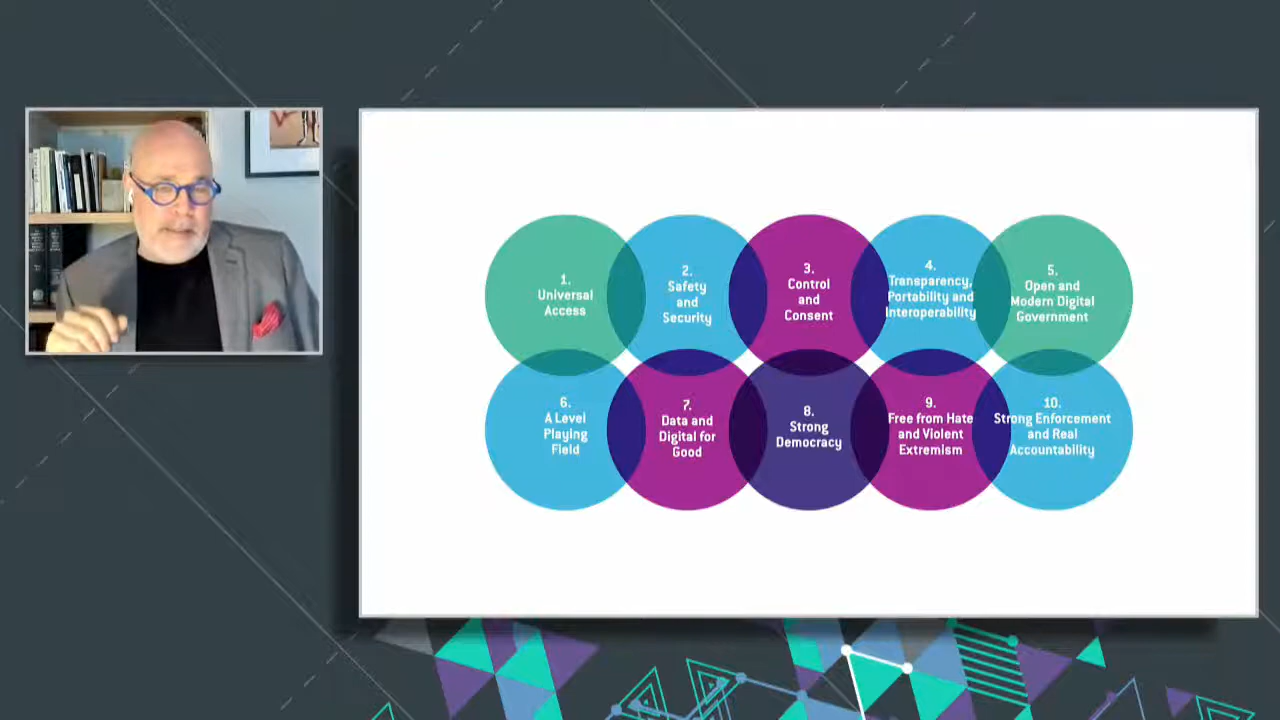 1.
Universal
Access
2.
Safety
and
Security
3.
Control
and
Consent
4.
Transparency,
Portability and
Interoperability
5.
Open and
Modern Digital
Government
6.
A Level
Playing
Field
7.
Data and
Digital for
Good
8.
Strong
Democracy
9.
Free from Hate
and Violent
Extremism
10.
Strong Enforcement
and Real
Accountability